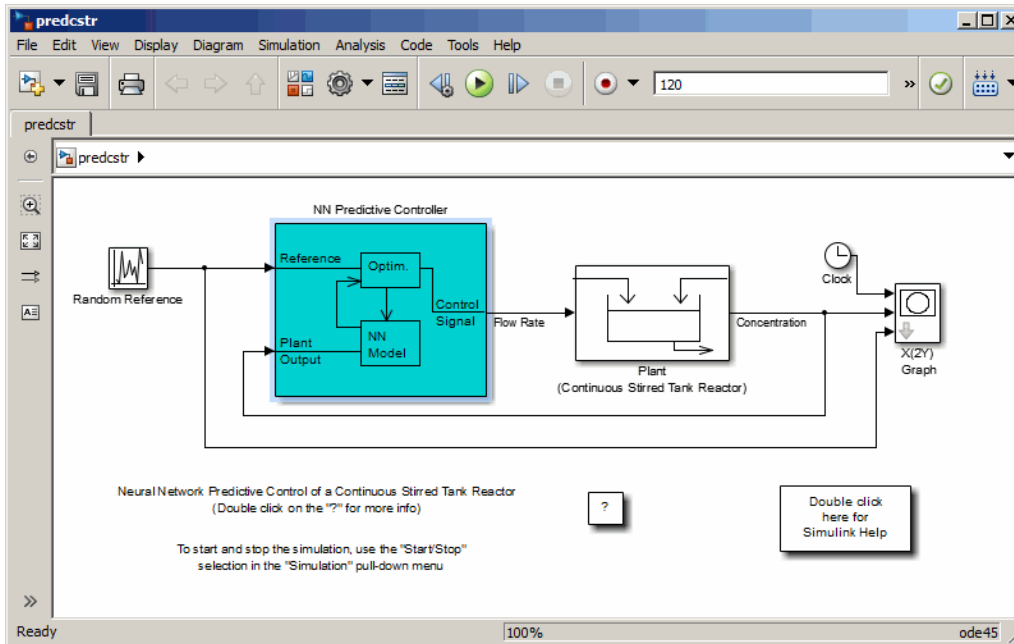 predcstr
File Edit View Display Diagram Simulation Analysis Code Tools Help
120
»
predcstr
predcstr
NN Predictive Controller
Reference
Optim.
Control
Signal
Plant
Output
NN
Model
Random Reference
Flow Rate
Plant
(Continuous Stirred Tank Reactor)
Concentration
Clock
X(2Y)
Graph
Neural Network Predictive Control of a Continuous Stirred Tank Reactor
(Double click on the "?" for more info)
?
Double click
here for
Simulink Help
To start and stop the simulation, use the "Start/Stop"
selection in the "Simulation" pull-down menu
»
Ready 100% ode45